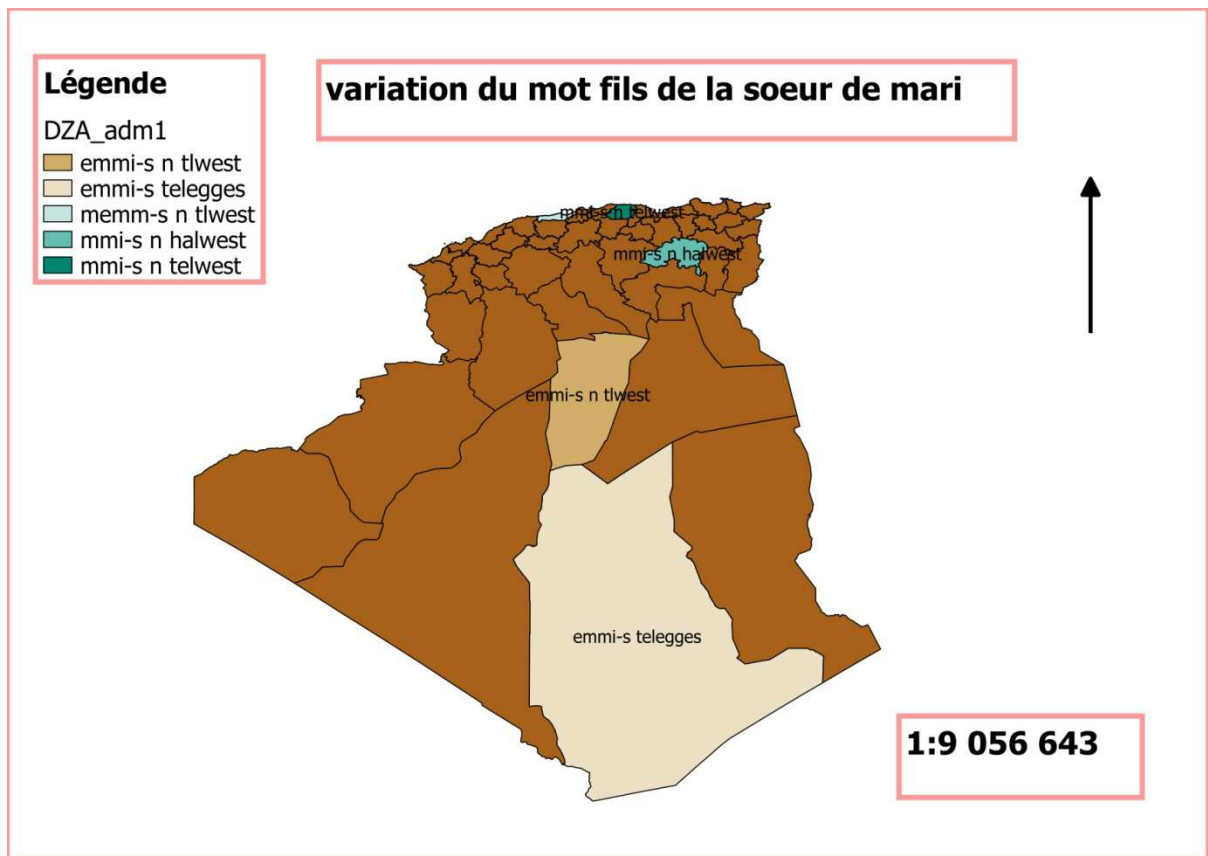 Légende
DZA_adm1
emmi-s n tlwest
emmi-s telegges
memm-s n tlwest
mmi-s n halwest
mmi-s n telwest
variation du mot fils de la soeur de mari
mmi-s n telwest
mmi-s n halwest
emmi-s n tlwest
emmi-s telegges
1:9 056 643